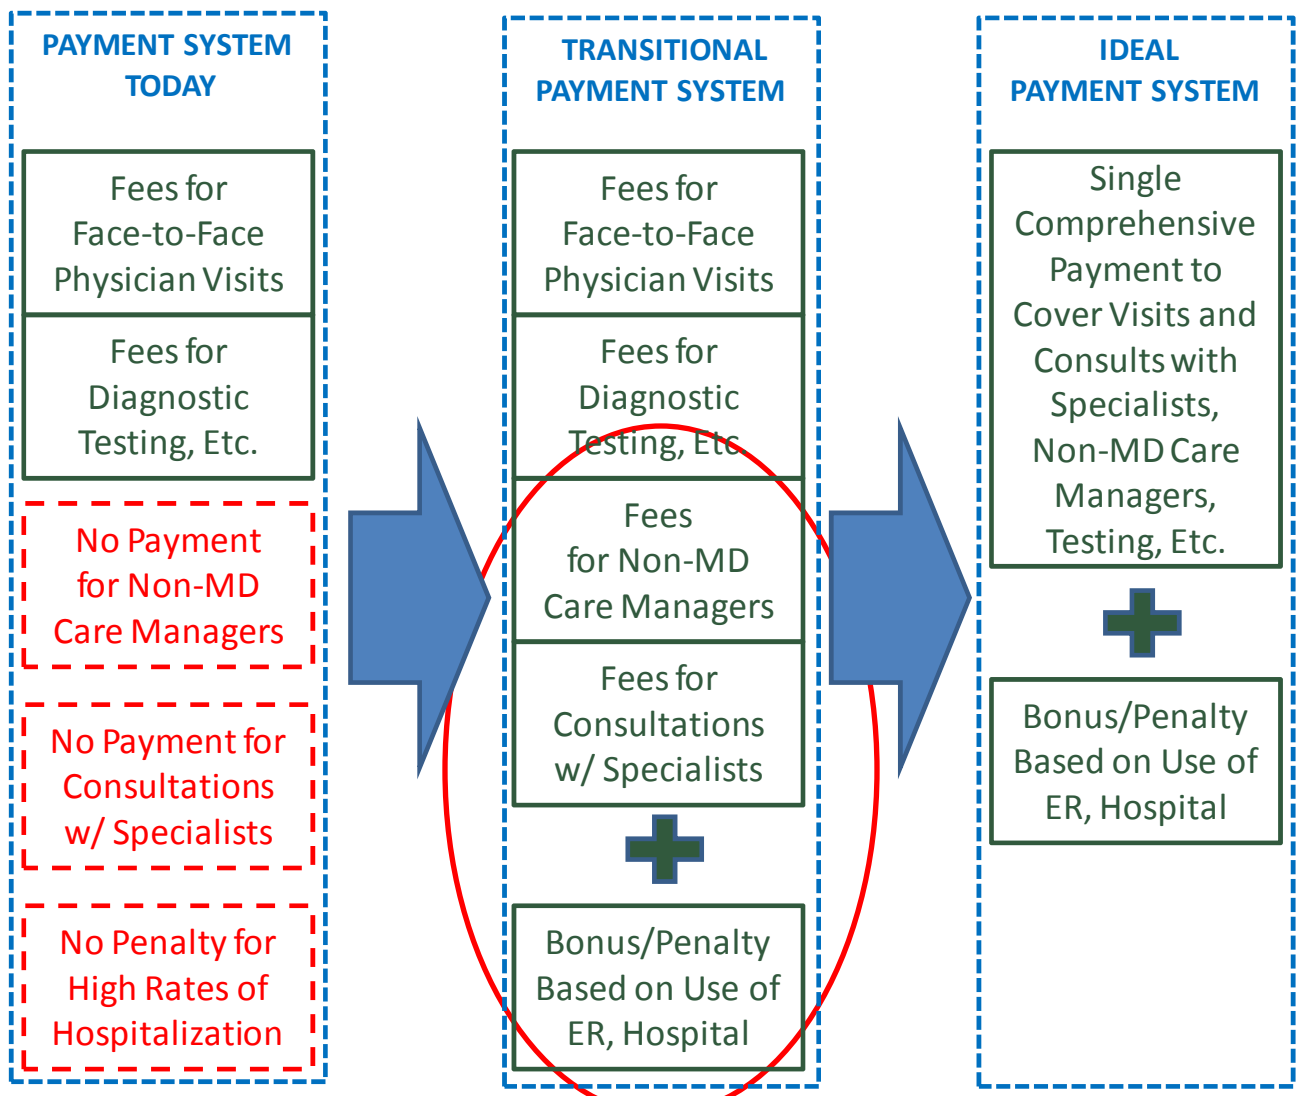 PAYMENT SYSTEM
TODAY
Fees for
Face-to-Face
Physician Visits
Fees for
Diagnostic
Testing, Etc.
No Payment
for Non-MD
Care Managers
No Payment for
Consultations
w/ Specialists
No Penalty for
High Rates of
Hospitalization
TRANSITIONAL
PAYMENT SYSTEM
Fees for
Face-to-Face
Physician Visits
Fees for
Diagnostic
Testing, Etc.
Fees
for Non-MD
Care Managers
Fees for
Consultations
w/ Specialists
Bonus/Penalty
Based on Use of
ER, Hospital
IDEAL
PAYMENT SYSTEM
Single
Comprehensive
Payment to
Cover Visits and
Consults with
Specialists,
Non-MD Care
Managers,
Testing, Etc.
Bonus/Penalty
Based on Use of
ER, Hospital